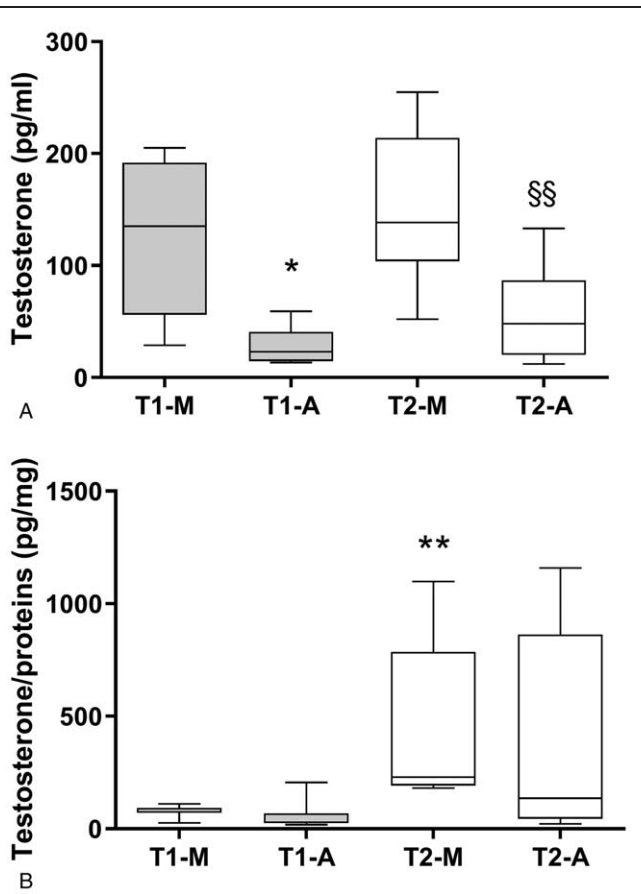 Testosterone (pg/ml)
300
200
100
0
*
§§
T1-M T1-A T2-M T2-A
A
Testosterone/proteins (pg/mg)
1500
1000
500
0
**
T1-M T1-A T2-M T2-A
B